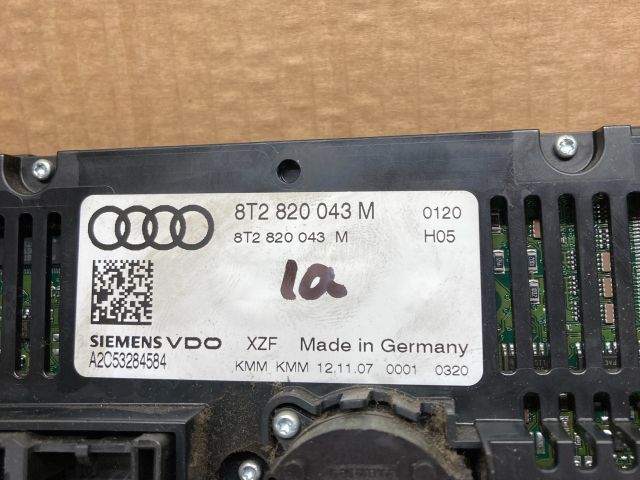 8T2 820 043 M 0120
8T2 820 043 M H05
1a
SIEMENS VDO XZF Made in Germany
A2C53284584
KMM KMM 12.11.07 0001 0320